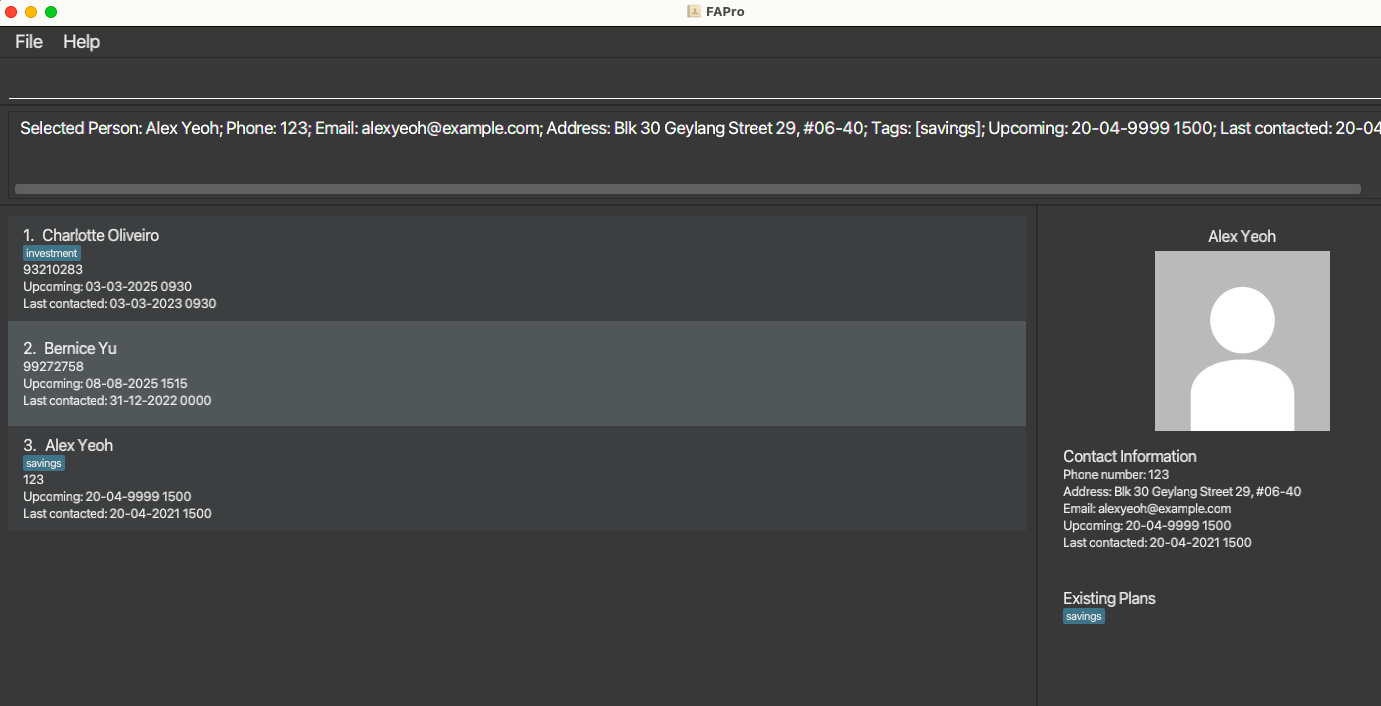 FAPro
File Help
Selected Person: Alex Yeoh; Phone: 123; Email: alexyeoh@example.com; Address: Blk 30 Geylang Street 29, #06-40; Tags: [savings]; Upcoming: 20-04-9999 1500; Last contacted: 20-04
1. Charlotte Oliveiro
investment
93210283
Upcoming: 03-03-2025 0930
Last contacted: 03-03-2023 0930
2. Bernice Yu
99272758
Upcoming: 08-08-2025 1515
Last contacted: 31-12-2022 0000
3. Alex Yeoh
savings
123
Upcoming: 20-04-9999 1500
Last contacted: 20-04-2021 1500
Alex Yeoh
Contact Information
Phone number: 123
Address: Blk 30 Geylang Street 29, #06-40
Email: alexyeoh@example.com
Upcoming: 20-04-9999 1500
Last contacted: 20-04-2021 1500
Existing Plans
savings